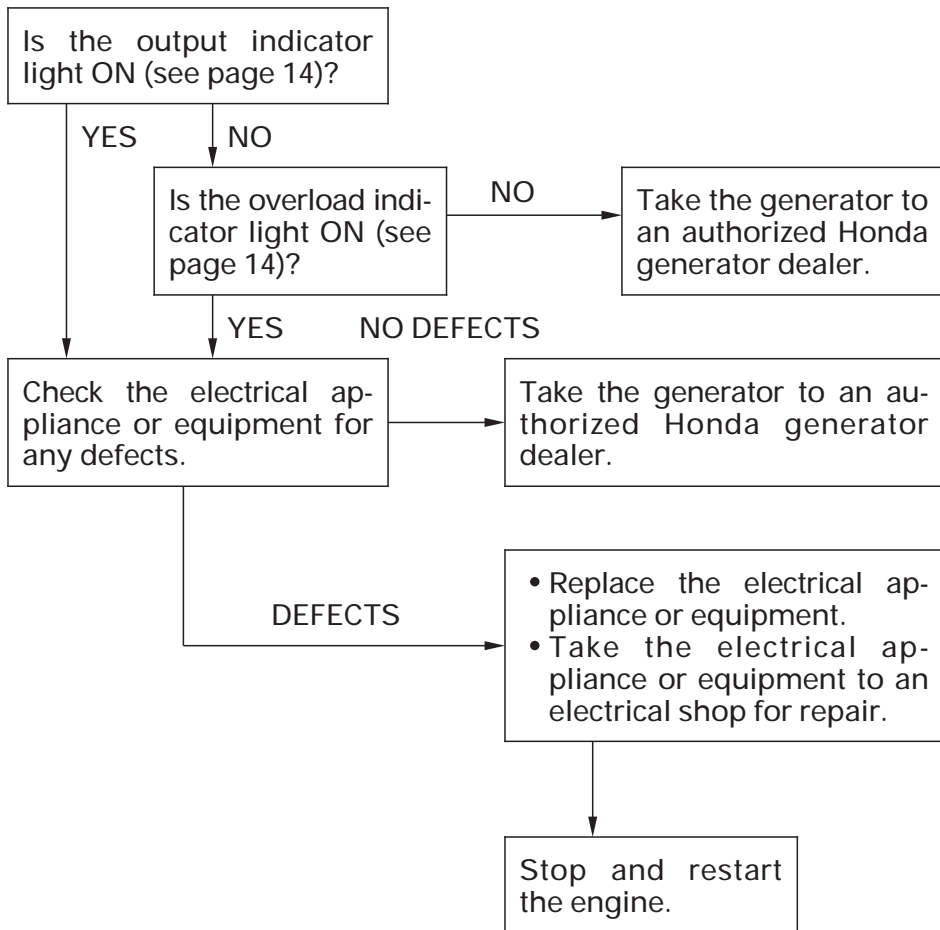 Is the output indicator
light ON (see page 14)?
YES
NO
Is the overload indi-
cator light ON (see
page 14)?
NO
Take the generator to
an authorized Honda
generator dealer.
YES
NO DEFECTS
Check the electrical ap-
pliance or equipment for
any defects.
Take the generator to an au-
thorized Honda generator
dealer.
DEFECTS
• Replace the electrical ap-
pliance or equipment.
• Take the electrical ap-
pliance or equipment to an
electrical shop for repair.
Stop and restart
the engine.